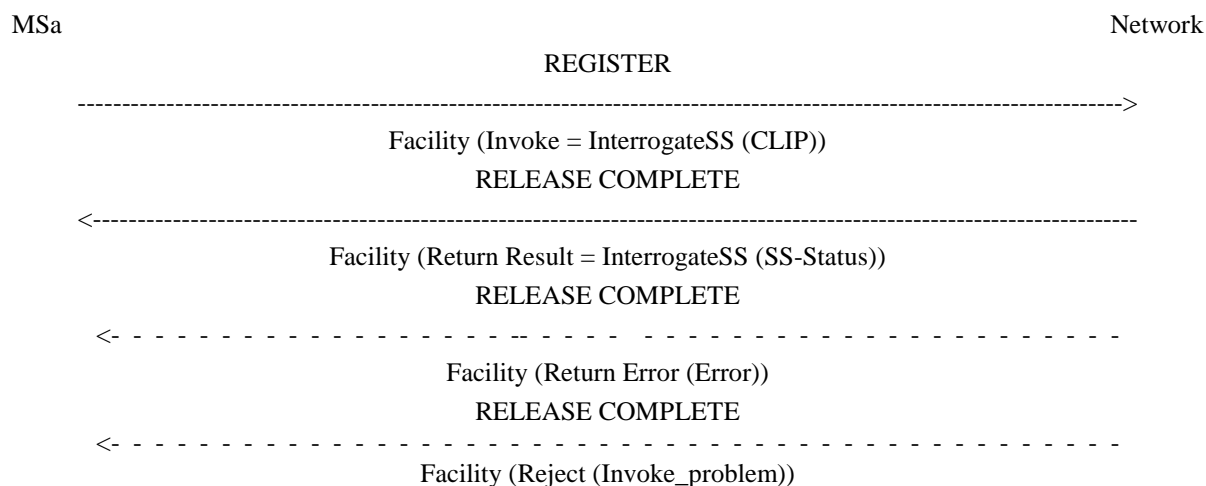 MSa Network
REGISTER
Facility (Invoke = InterrogateSS (CLIP))
RELEASE COMPLETE
Facility (Return Result = InterrogateSS (SS-Status))
RELEASE COMPLETE
Facility (Return Error (Error))
RELEASE COMPLETE
Facility (Reject (Invoke_problem))